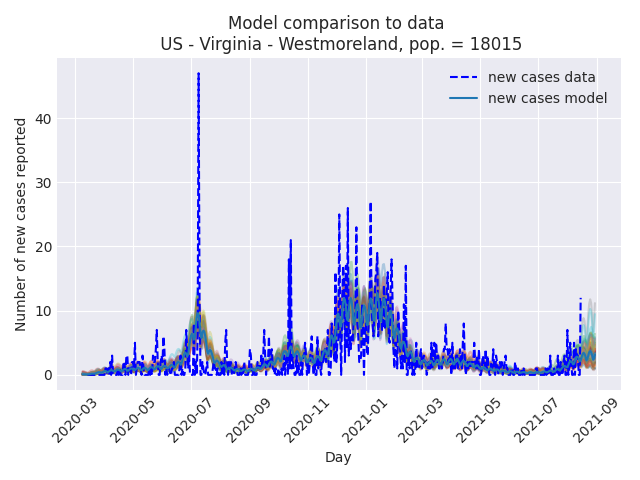 Model comparison to data
US - Virginia - Westmoreland, pop. = 18015
new cases data
new cases model
Number of new cases reported
40
30
20
10
0
2020-03
2020-05
2020-07
2020-09
2020-11
2021-01
2021-03
2021-05
2021-07
2021-09
Day